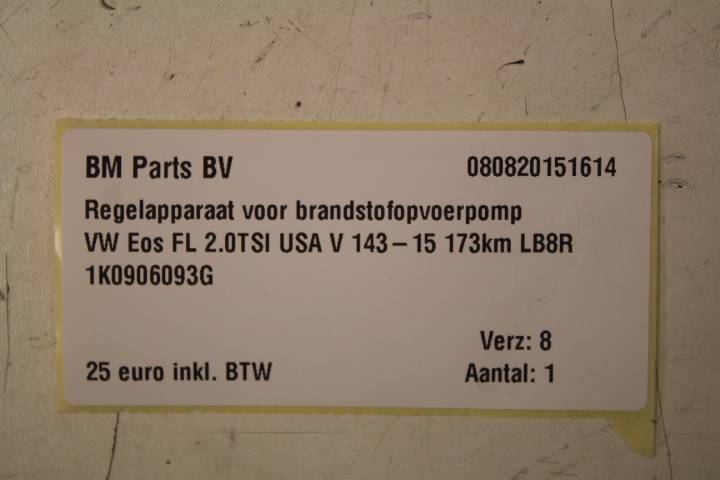 BM Parts BV 080820151614
Regelapparaat voor brandstofopvoerpomp
VW Eos FL 2.0TSI USA V 143 – 15 173km LB8R
1K0906093G
Verz: 8
25 euro inkl. BTW Aantal: 1